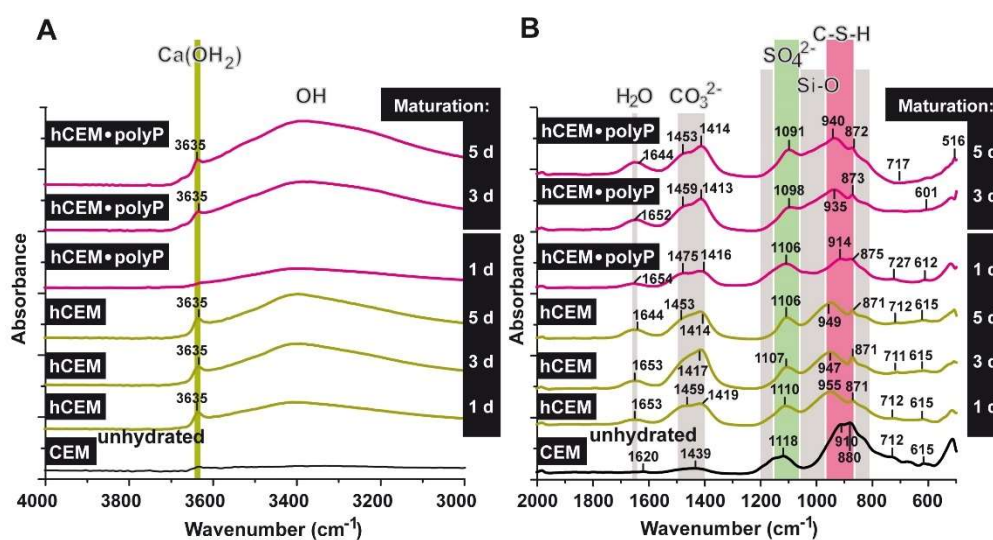 A
Ca(OH2)
OH
Maturation:
hCEM•polyP
3635
5 d
hCEM•polyP
3635
3 d
hCEM•polyP
1 d
hCEM
3635
5 d
hCEM
3635
3 d
hCEM
3635
1 d
CEM unhydrated
Absorbance
4000 3800 3600 3400 3200 3000
Wavenumber (cm-1)
B
C-S-H
SO4 2-
Si-O
H2O
CO3 2-
Maturation:
hCEM•polyP
1644 1453 1414 1091 940 872 717 516
5 d
hCEM•polyP
1652 1459 1413 1098 935 873 601
3 d
hCEM•polyP
1654 1475 1416 1106 914 875 727 612
1 d
hCEM
1644 1453 1414 1106 949 871 712 615
5 d
hCEM
1653 1417 1107 947 871 711 615
3 d
hCEM
1653 1459 1419 1110 955 871 712 615
1 d
CEM unhydrated
1620 1439 1118 910 880 712 615
Absorbance
2000 1800 1600 1400 1200 1000 800 600
Wavenumber (cm-1)